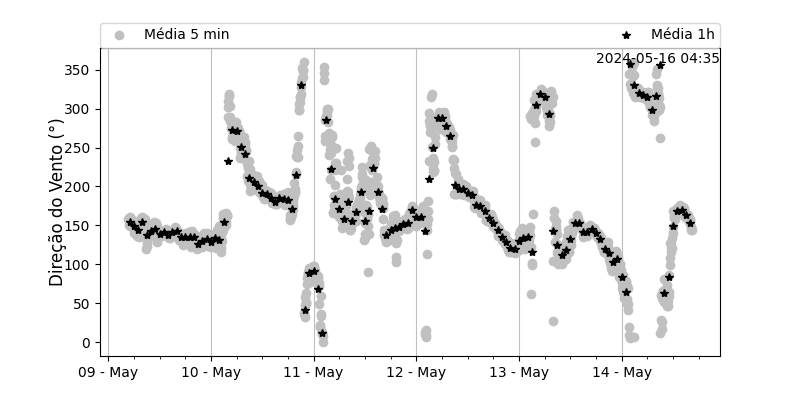 Média 5 min
Média 1h
2024-05-16 04:35
Direção do Vento (°)
350
300
250
200
150
100
50
0
09 - May
10 - May
11 - May
12 - May
13 - May
14 - May